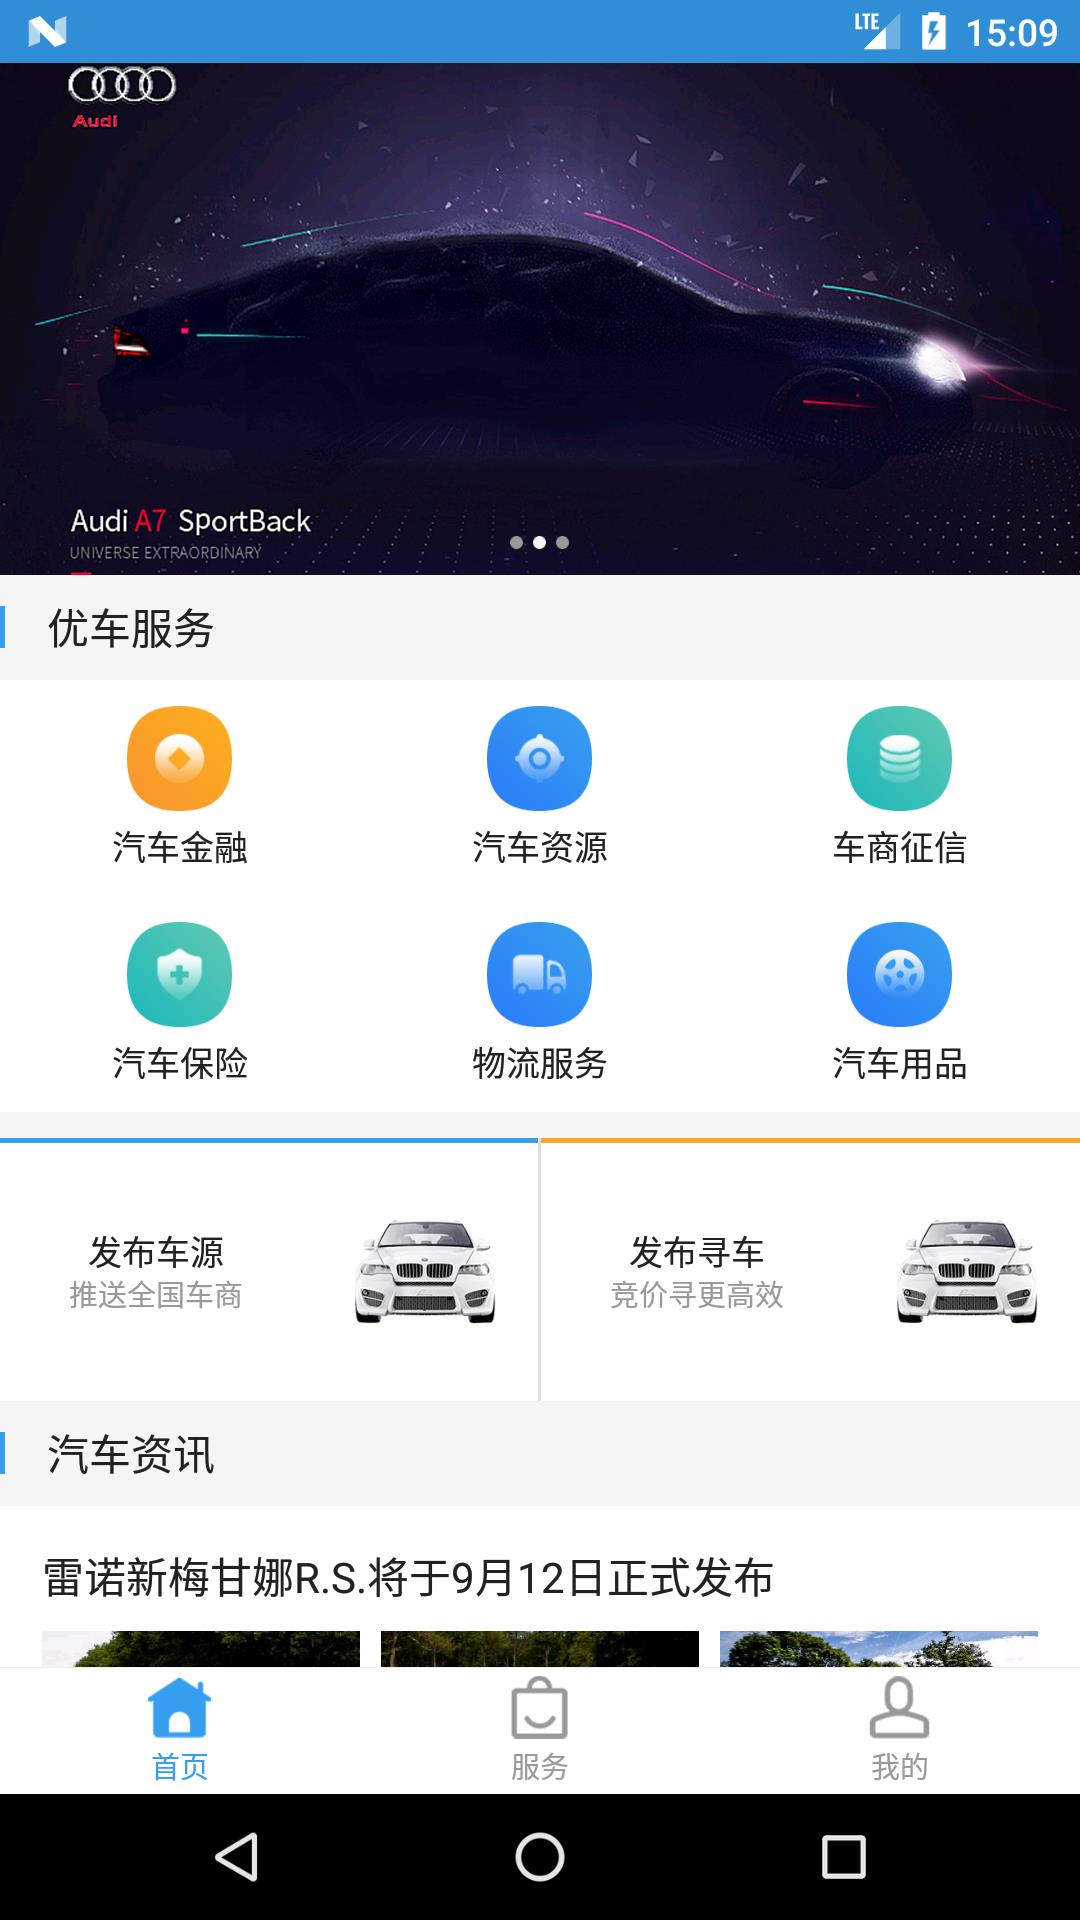 LTE 15:09
Audi
Audi A7 SportBack
UNIVERSE EXTRAORDINARY
优车服务
汽车金融 汽车资源 车商征信
汽车保险 物流服务 汽车用品
发布车源 发布寻车
推送全国车商 竞价寻更高效
汽车资讯
雷诺新梅甘娜R.S.将于9月12日正式发布
首页 服务 我的